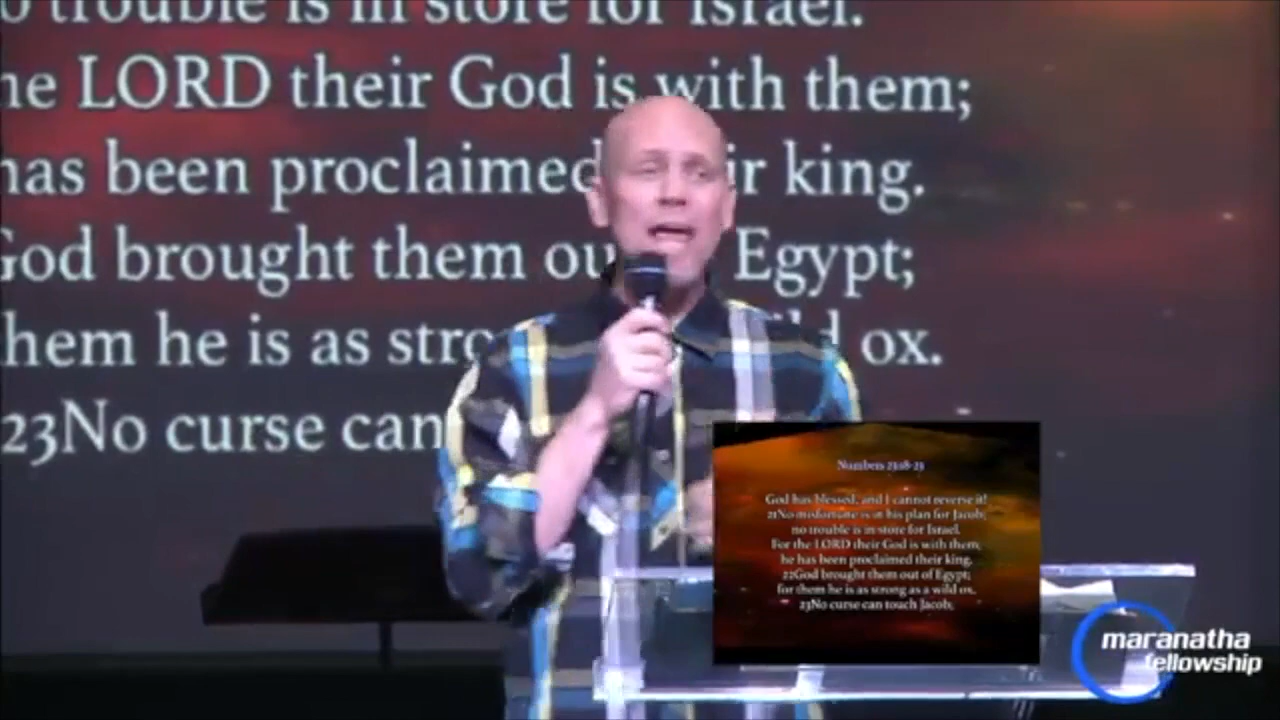 o trouble is in store for Israel.
he LORD their God is with them;
has been proclaimed ir king.
God brought them ou Egypt;
them he is as stro ild ox.
23No curse can
Numbers 23:18-23
God has blessed, and I cannot reverse it!
21No misfortune is in his plan for Jacob;
no trouble is in store for Israel.
For the LORD their God is with them;
he has been proclaimed their king.
22God brought them out of Egypt;
for them he is as strong as a wild ox.
23No curse can touch Jacob;
maranatha
fellowship